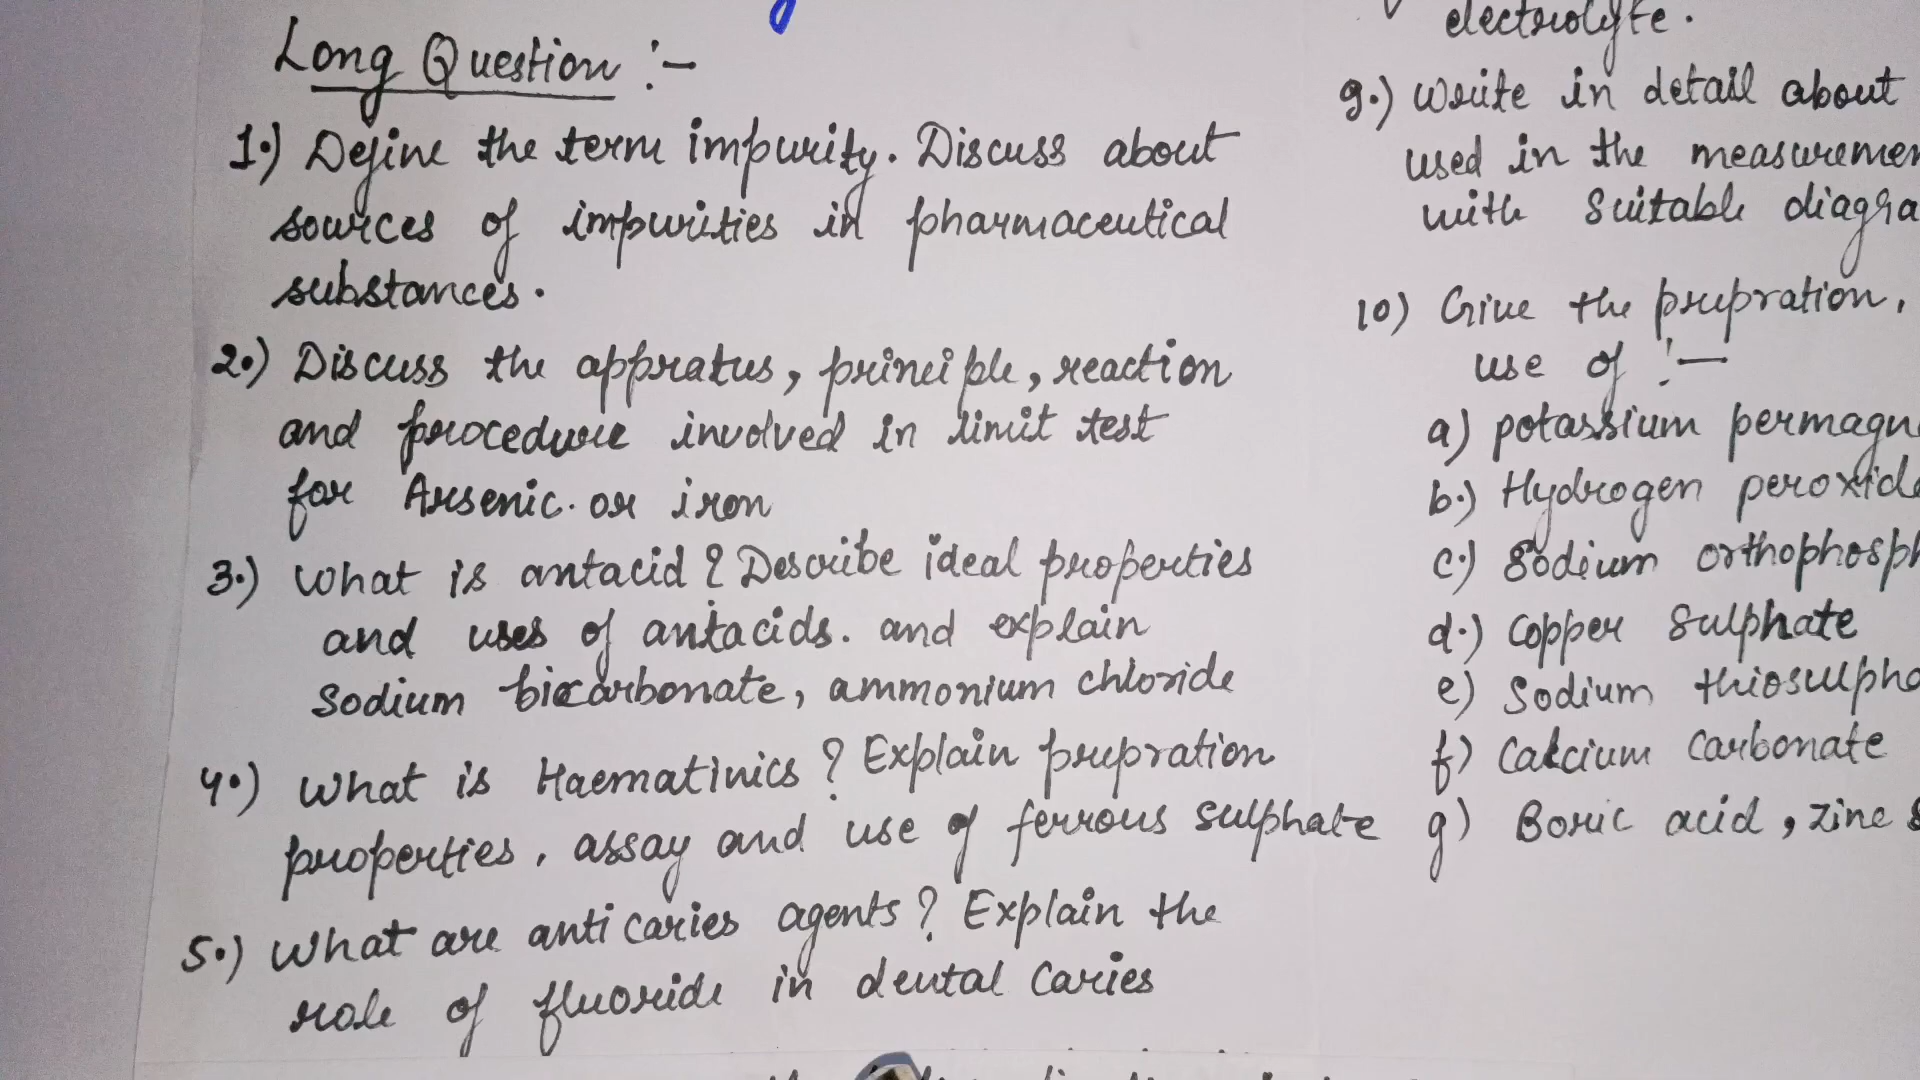 Long Question :-
1.) Define the term impurity. Discuss about
sources of impurities in pharmaceutical
substances.
2.) Discuss the appratus, principle, reaction
and procedure involved in limit test
for Arsenic. or iron
3.) What is antacid? Describe ideal properties
and uses of antacids. and explain
Sodium bicarbonate, ammonium chloride
4.) What is Haematinics? Explain prepration
properties, assay and use of ferrous sulphate
5.) What are anti caries agents? Explain the
role of fluoride in dental caries
electrolyte.
9.) Write in detail about
used in the
with suitable
10) Give the prepration,
use of :-
a) potassium
b.) Hydrogen
c.) Sodium
d.) Copper Sulphate
e) Sodium
f) Calcium Carbonate
g) Boric acid, Zinc